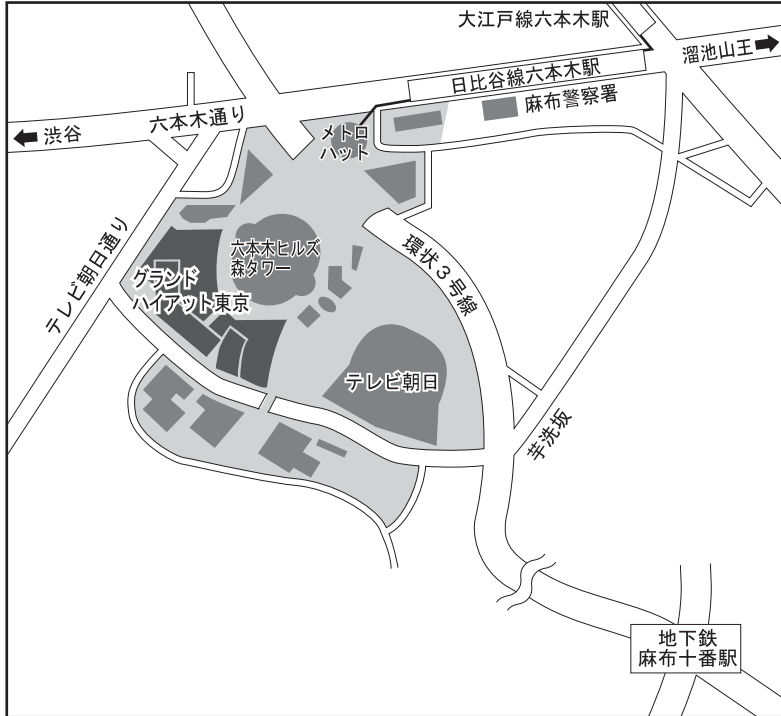 大江戸線六本木駅
溜池山王
日比谷線六本木駅
麻布警察署
六本木通り
渋谷
メトロ
ハット
テレビ朝日通り
六本木ヒルズ
森タワー
環状3号線
グランド
ハイアット東京
テレビ朝日
芋洗坂
地下鉄
麻布十番駅